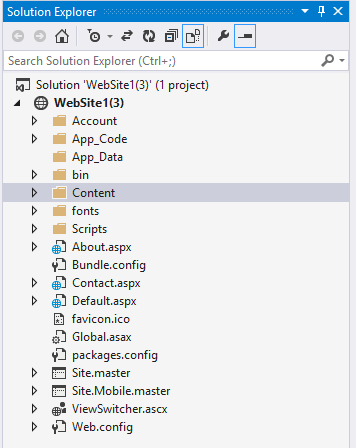 Solution Explorer
Search Solution Explorer (Ctrl+;)
Solution 'WebSite1(3)' (1 project)
WebSite1(3)
Account
App_Code
App_Data
bin
Content
fonts
Scripts
About.aspx
Bundle.config
Contact.aspx
Default.aspx
favicon.ico
Global.asax
packages.config
Site.master
Site.Mobile.master
ViewSwitcher.ascx
Web.config